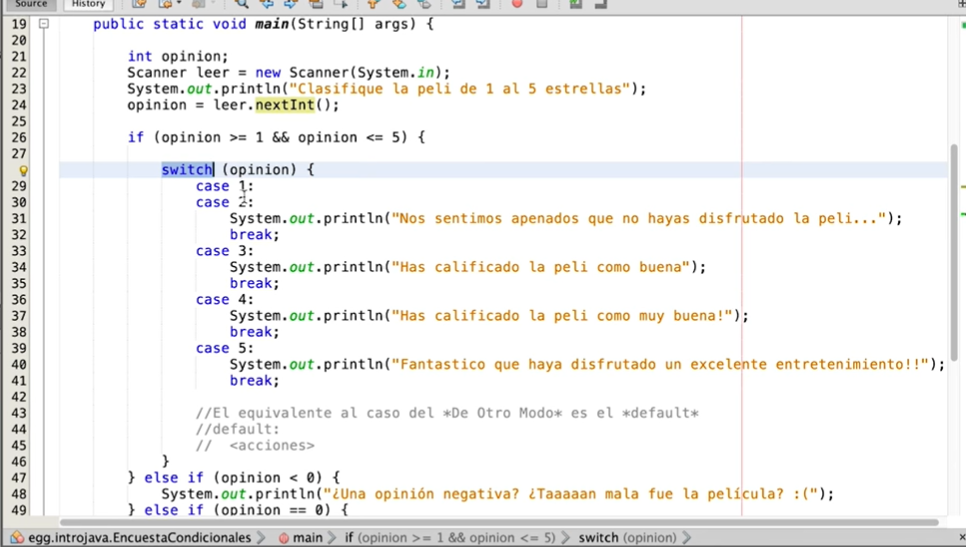 Source History
19 public static void main(String[] args) {
20
21 int opinion;
22 Scanner leer = new Scanner(System.in);
23 System.out.println("Clasifique la peli de 1 al 5 estrellas");
24 opinion = leer.nextInt();
25
26 if (opinion >= 1 && opinion <= 5) {
27
switch (opinion) {
29 case 1:
30 case 2:
31 System.out.println("Nos sentimos apenados que no hayas disfrutado la peli...");
32 break;
33 case 3:
34 System.out.println("Has calificado la peli como buena");
35 break;
36 case 4:
37 System.out.println("Has calificado la peli como muy buena!");
38 break;
39 case 5:
40 System.out.println("Fantastico que haya disfrutado un excelente entretenimiento!!");
41 break;
42
43 //El equivalente al caso del *De Otro Modo* es el *default*
44 //default:
45 // <acciones>
46 }
47 } else if (opinion < 0) {
48 System.out.println("¿Una opinión negativa? ¿Taaaaan mala fue la película? :(");
49 } else if (opinion == 0) {
egg.introjava.EncuestaCondicionales main if (opinion >= 1 && opinion <= 5) switch (opinion)